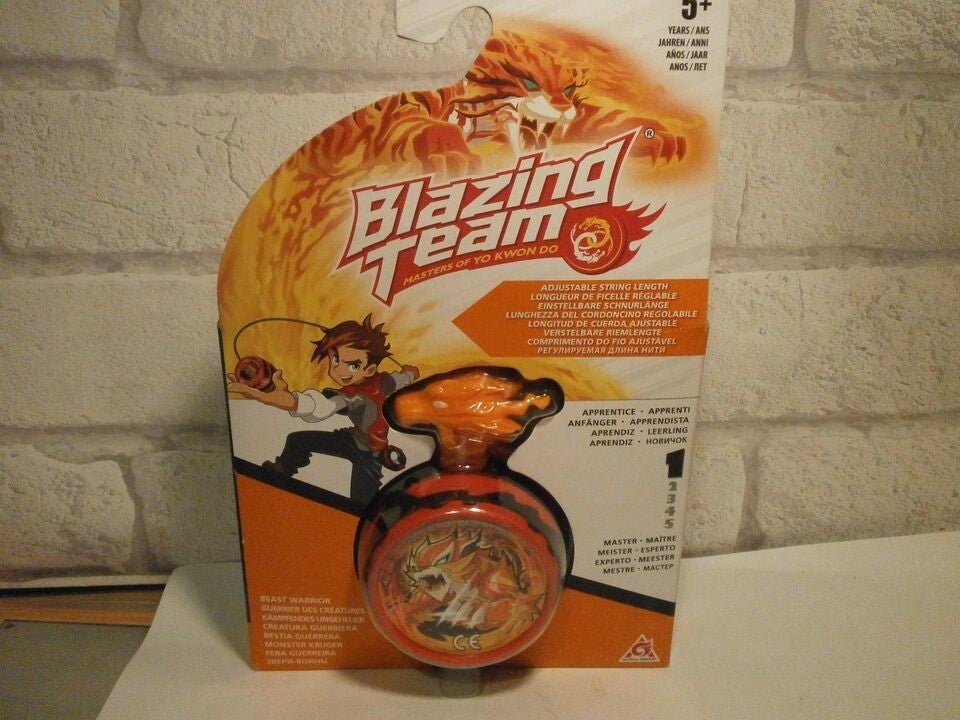 5+
YEARS / ANS
JAHREN / ANNI
AÑOS / JAAR
ANOS / ЛЕТ
Blazing
Team®
MASTERS OF YO KWON DO
ADJUSTABLE STRING LENGTH
LONGUEUR DE FICELLE RÉGLABLE
EINSTELLBARE SCHNURLÄNGE
LUNGHEZZA DEL CORDONCINO REGOLABILE
LONGITUD DE CUERDA AJUSTABLE
VERSTELBARE RIEMLENGTE
COMPRIMENTO DO FIO AJUSTÁVEL
РЕГУЛИРУЕМАЯ ДЛИНА НИТИ
APPRENTICE · APPRENTI
ANFÄNGER · APPRENDISTA
APRENDIZ · LEERLING
APRENDIZ · НОВИЧОК
1
2
3
4
5
MASTER · MAÎTRE
MEISTER · ESPERTO
EXPERTO · MEESTER
MESTRE · МАСТЕР
BEAST WARRIOR
GUERRIER DES CRÉATURES
KÄMPFENDES UNGEHEUER
CREATURA GUERRIERA
BESTIA GUERRERA
MONSTER KRIJGER
FERA GUERREIRA
ЗВЕРИ-ВОИНЫ
CE